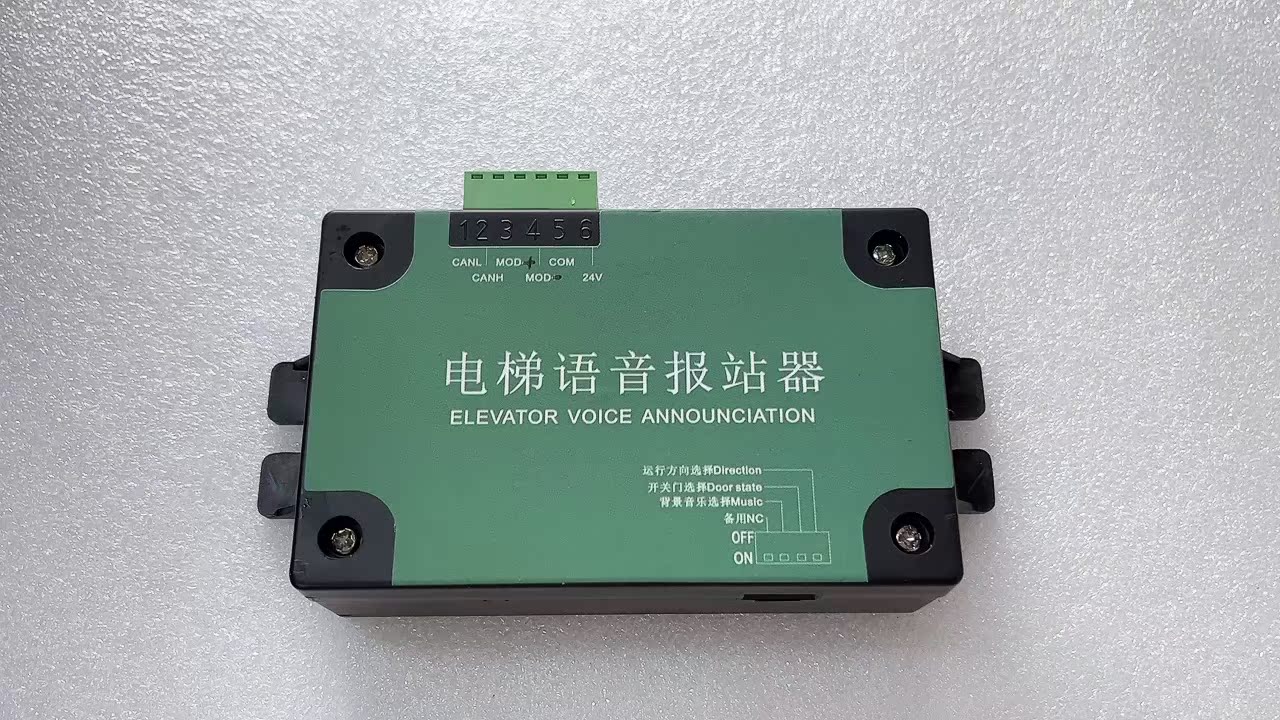 1 2 3 4 5 6
CANL MOD+ COM
CANH MOD- 24V
电梯语音报站器
ELEVATOR VOICE ANNOUNCIATION
运行方向选择Direction
开关门选择Door state
背景音乐选择Music
备用NC
OFF
ON